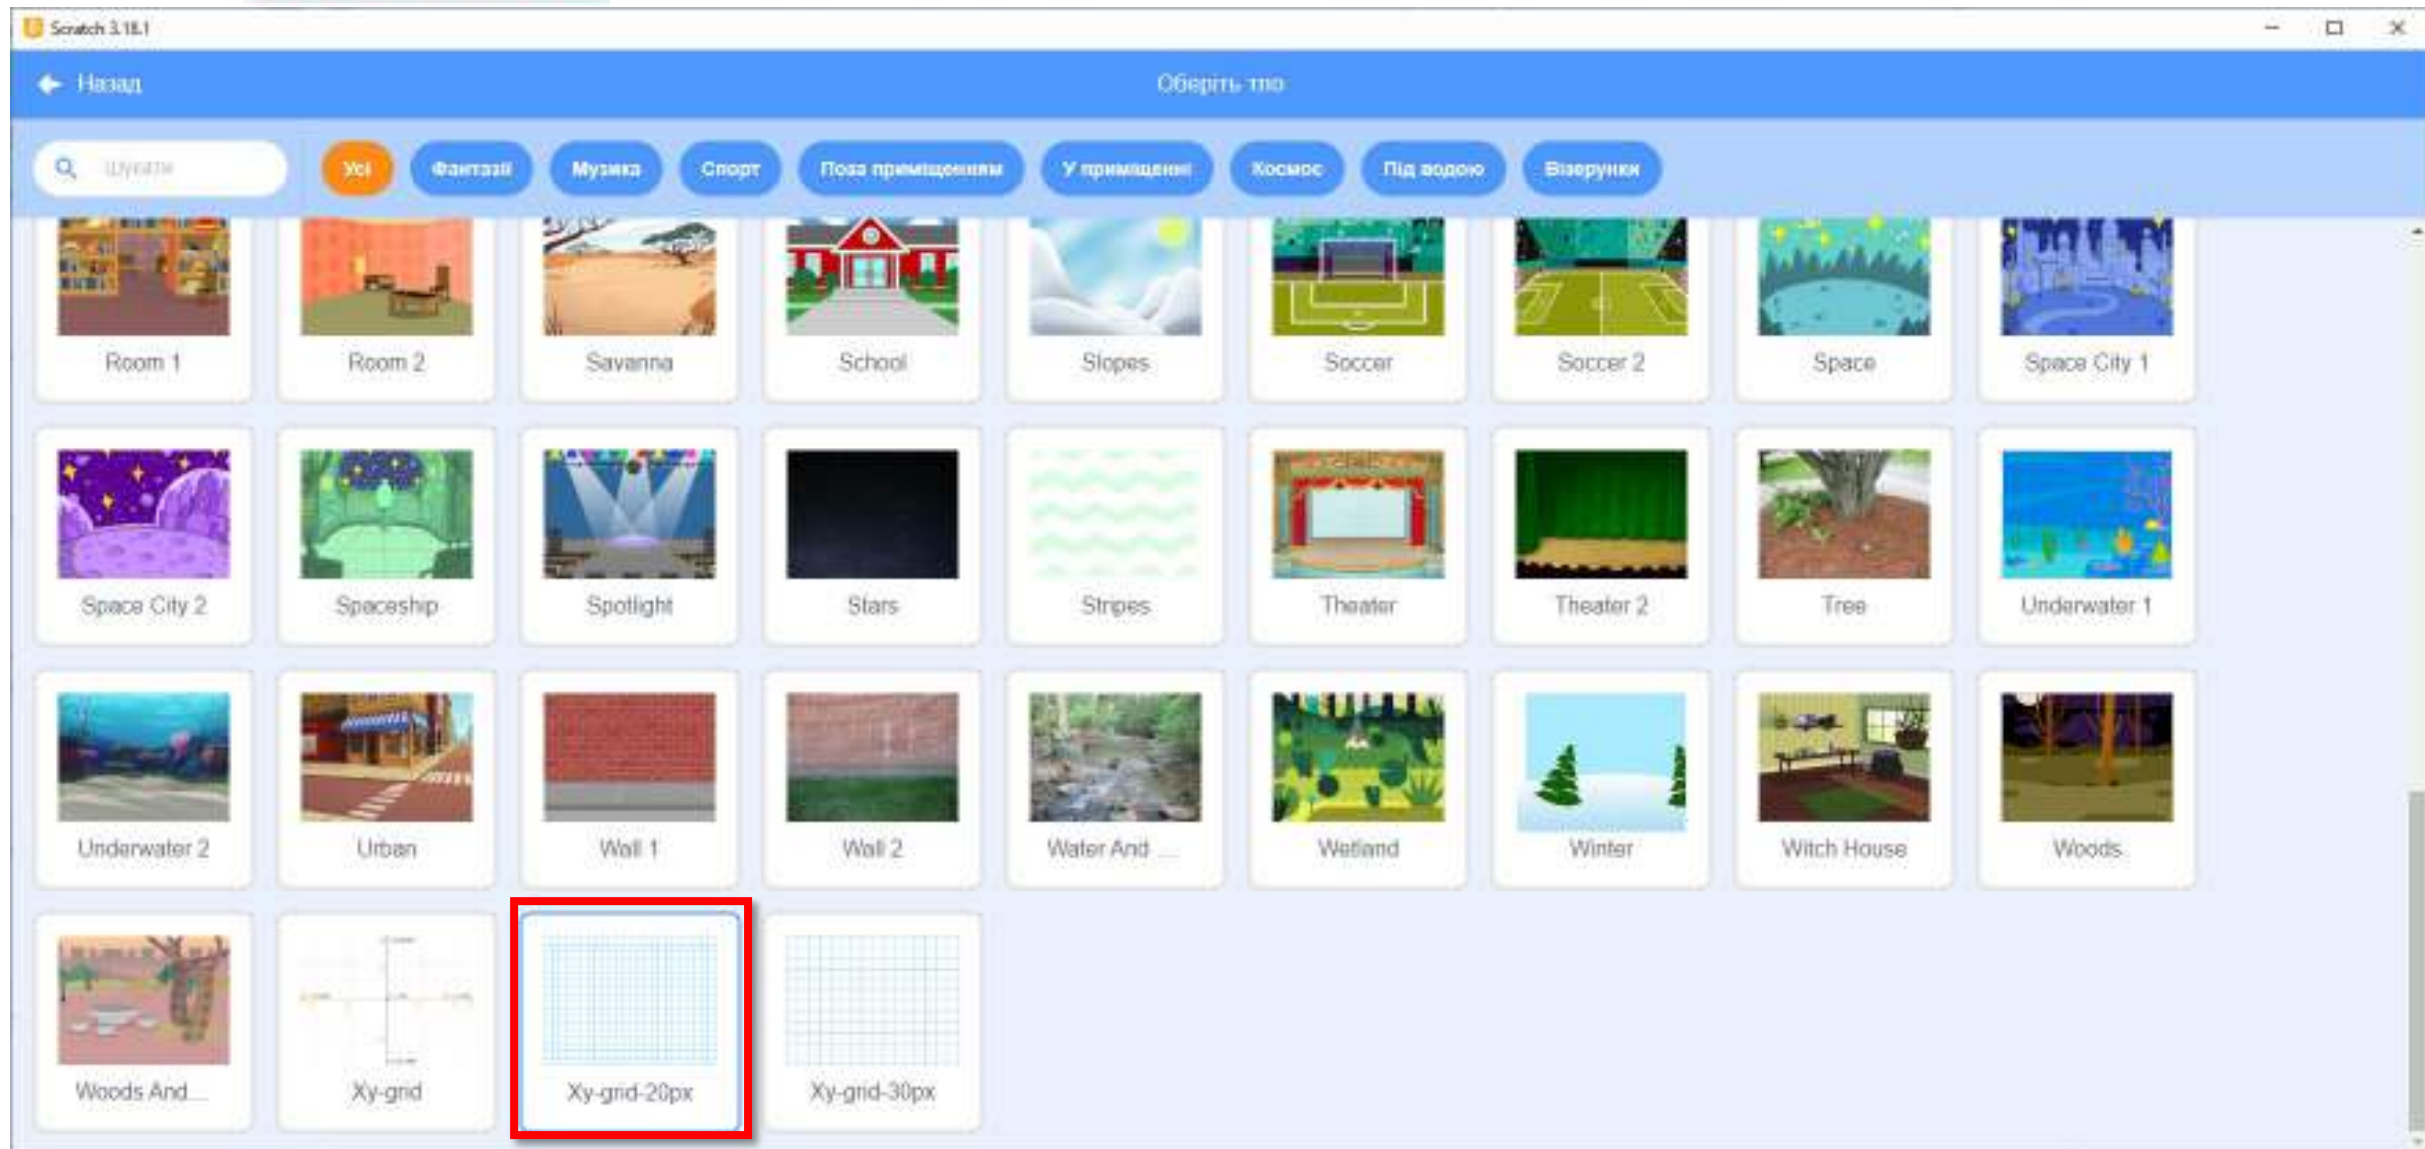 Scratch 3.18.1
Назад
Оберіть тло
шукати
Усі Фантазії Музика Спорт Поза приміщенням У приміщенні Космос Під водою Візерунки
Room 1 Room 2 Savanna School Slopes Soccer Soccer 2 Space Space City 1
Space City 2 Spaceship Spotlight Stars Stripes Theater Theater 2 Tree Underwater 1
Underwater 2 Urban Wall 1 Wall 2 Water And ... Wetland Winter Witch House Woods
Woods And... Xy-grid Xy-grid-20px Xy-grid-30px